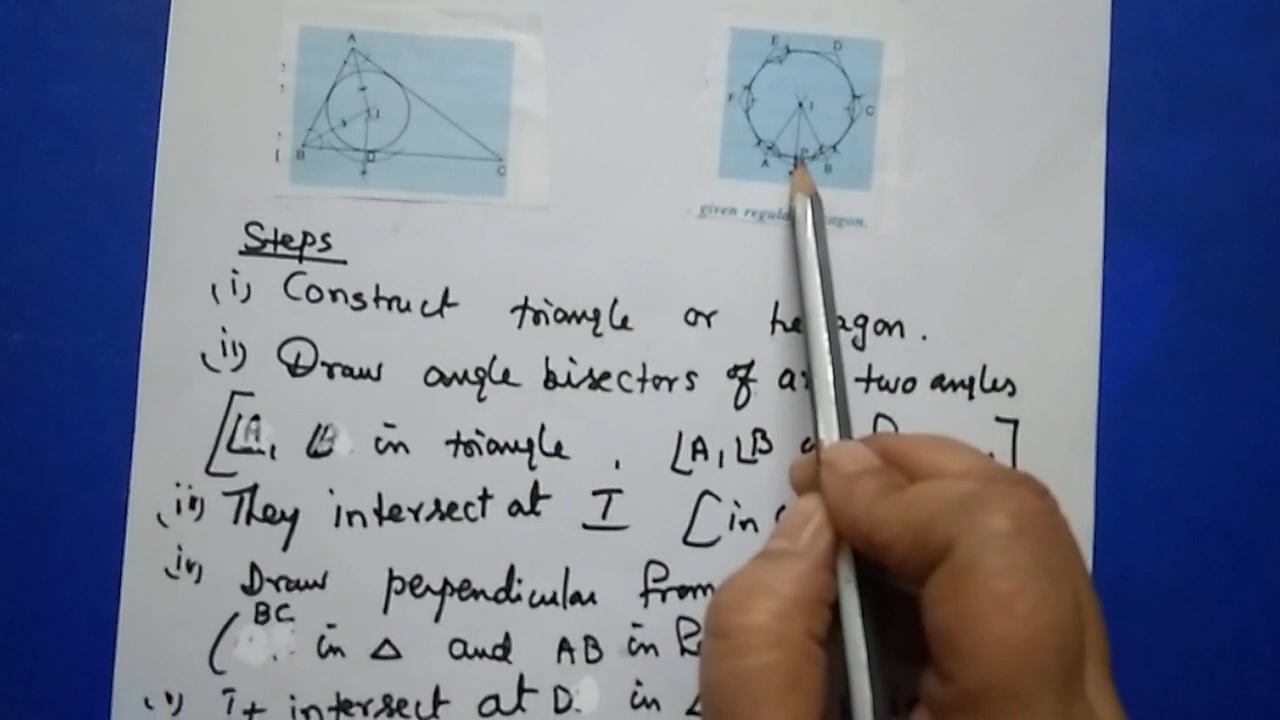 A
I
B
D
C
E
D
F
I
C
A
P
B
given regular
Steps
(i) Construct triangle or hexagon.
(ii) Draw angle bisectors of two angles
[∠A, ∠B in triangle, ∠A, ∠B ]
iii) They intersect at I [in
iv) Draw perpendicular from
(BC in △ and AB in
(v) It intersect at D. in △